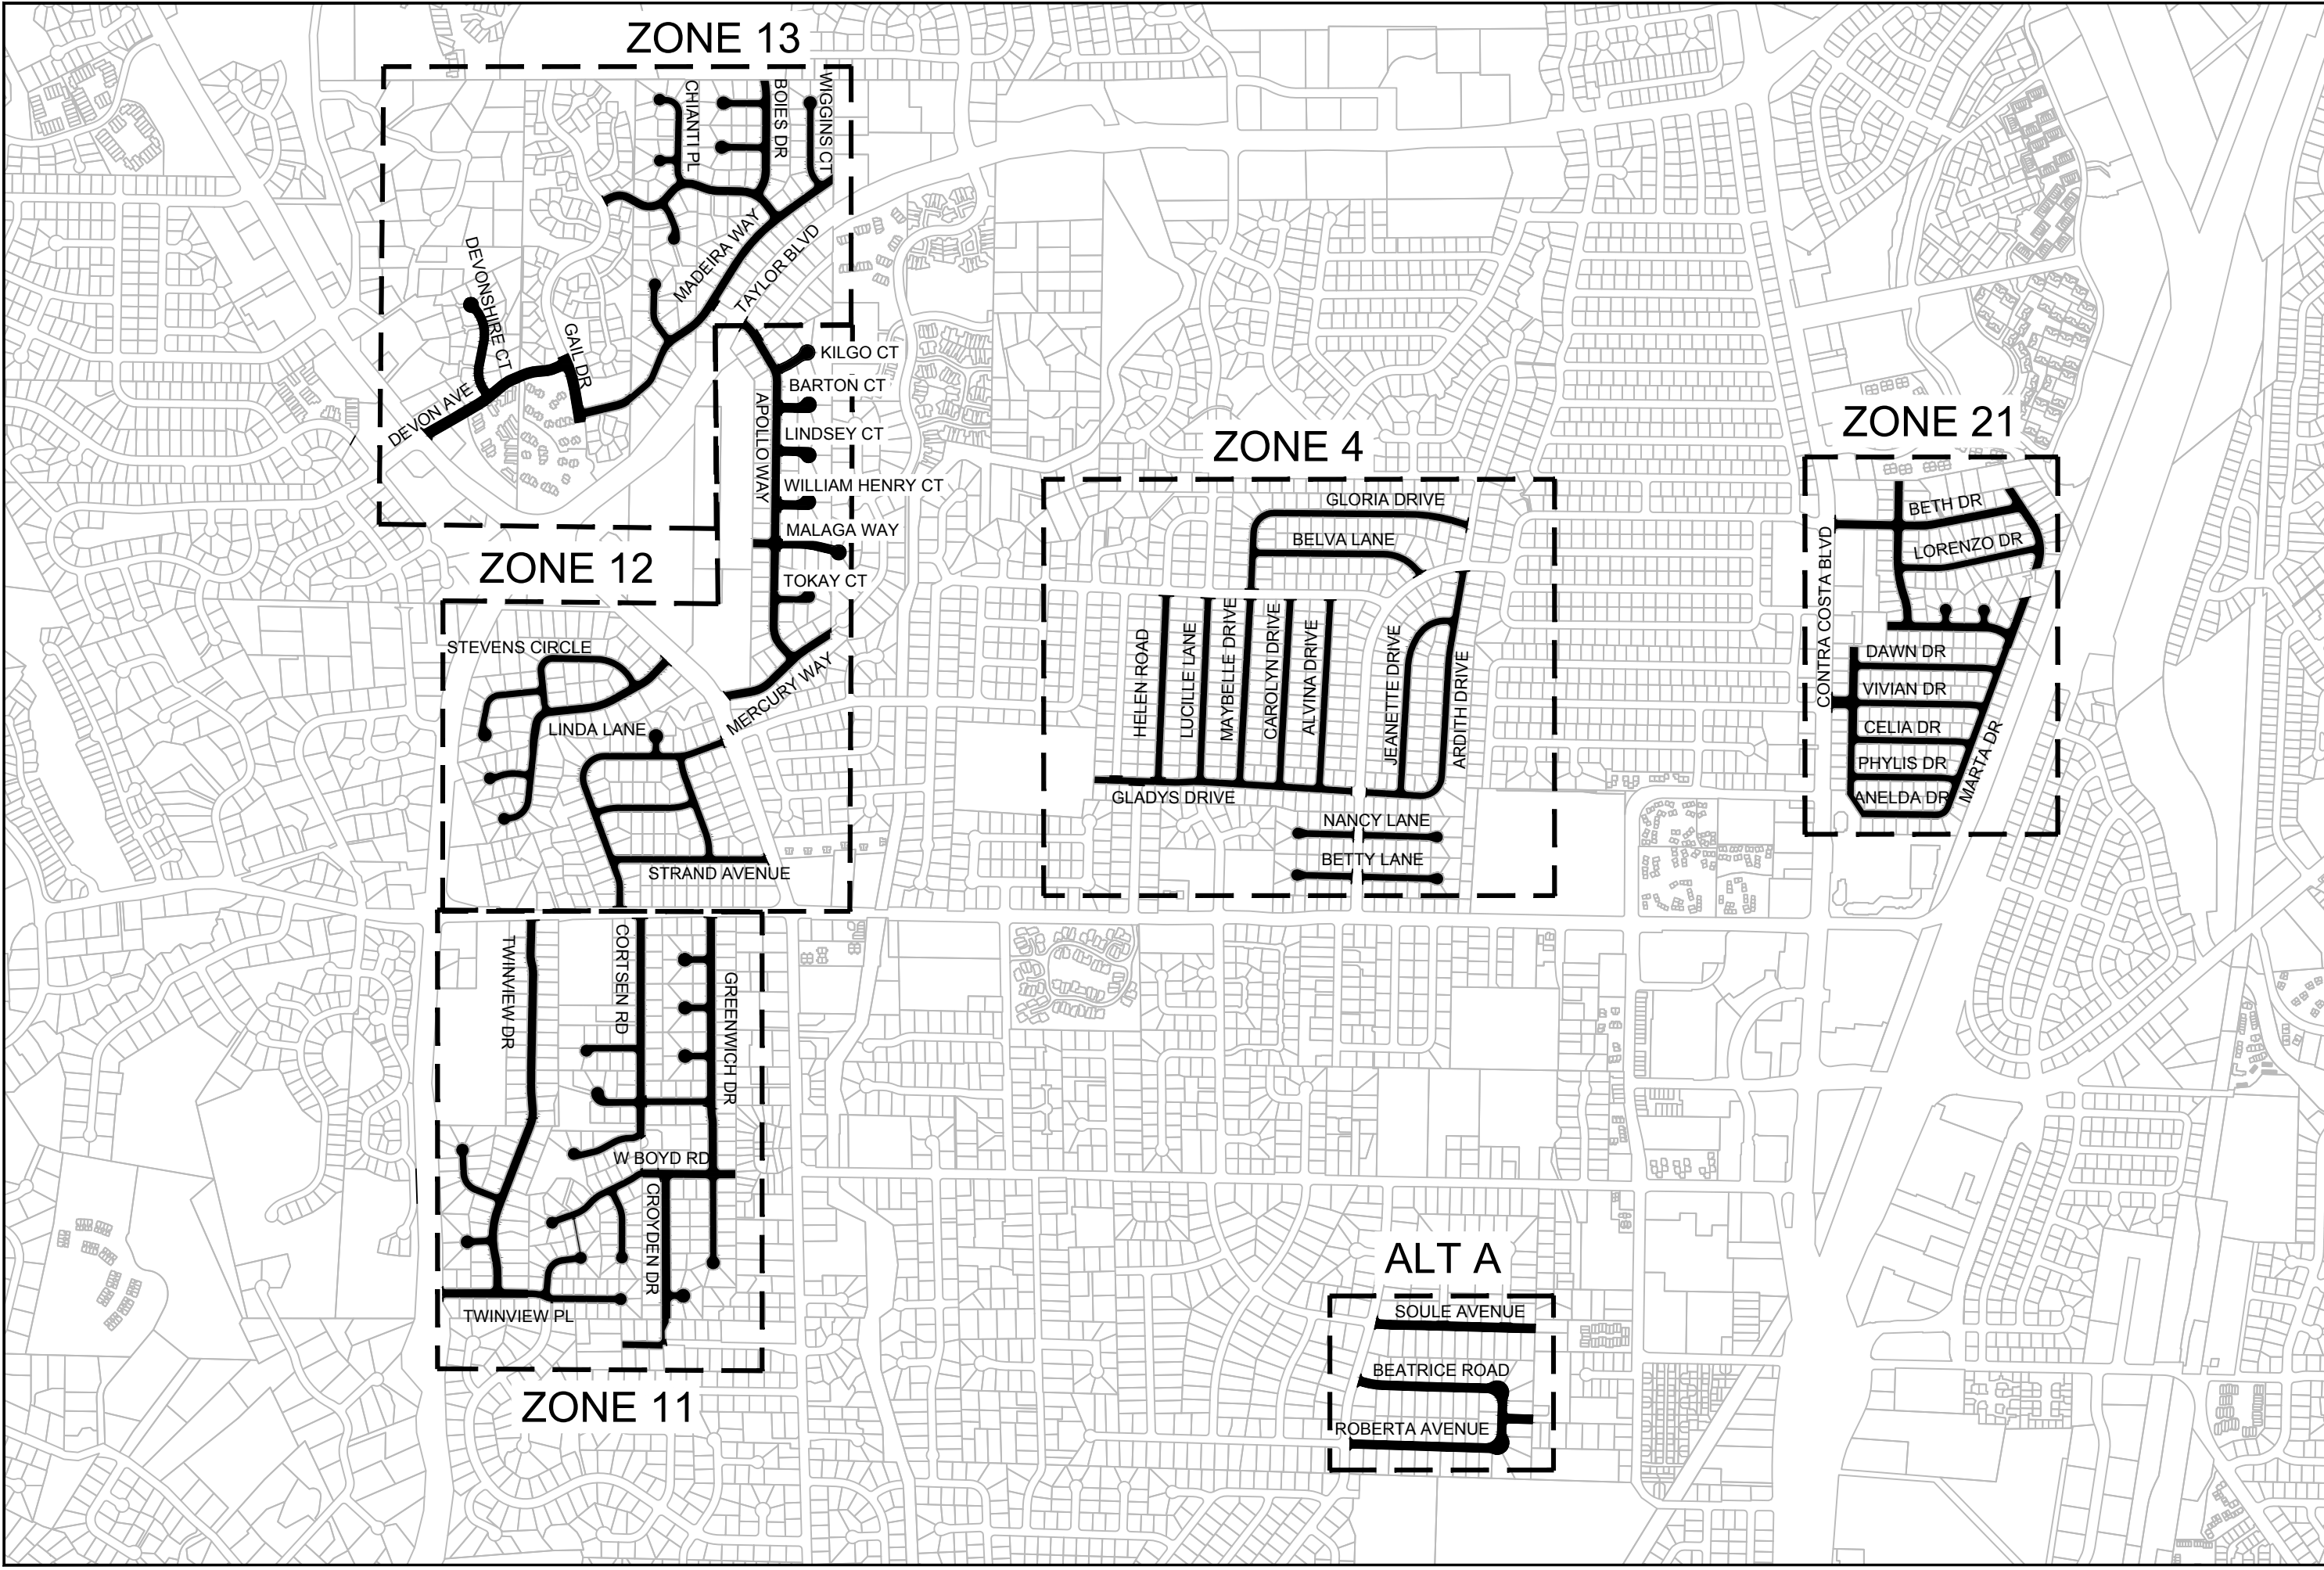 ZONE 13
CHIANTI PL
BOIES DR
WIGGINS CT
MADEIRA WAY
TAYLOR BLVD
DEVONSHIRE CT
GAIL DR
DEVON AVE
KILGO CT
BARTON CT
APOLLO WAY
LINDSEY CT
WILLIAM HENRY CT
MALAGA WAY
TOKAY CT
MERCURY WAY
ZONE 12
STEVENS CIRCLE
LINDA LANE
STRAND AVENUE
ZONE 4
GLORIA DRIVE
BELVA LANE
HELEN ROAD
LUCILLE LANE
MAYBELLE DRIVE
CAROLYN DRIVE
ALVINA DRIVE
JEANETTE DRIVE
ARDITH DRIVE
GLADYS DRIVE
NANCY LANE
BETTY LANE
ZONE 21
BETH DR
LORENZO DR
CONTRA COSTA BLVD
DAWN DR
VIVIAN DR
CELIA DR
PHYLIS DR
ANELDA DR
MARTA DR
TWINVIEW DR
CORTSEN RD
GREENWICH DR
W BOYD RD
CROYDEN DR
TWINVIEW PL
ZONE 11
ALT A
SOULE AVENUE
BEATRICE ROAD
ROBERTA AVENUE